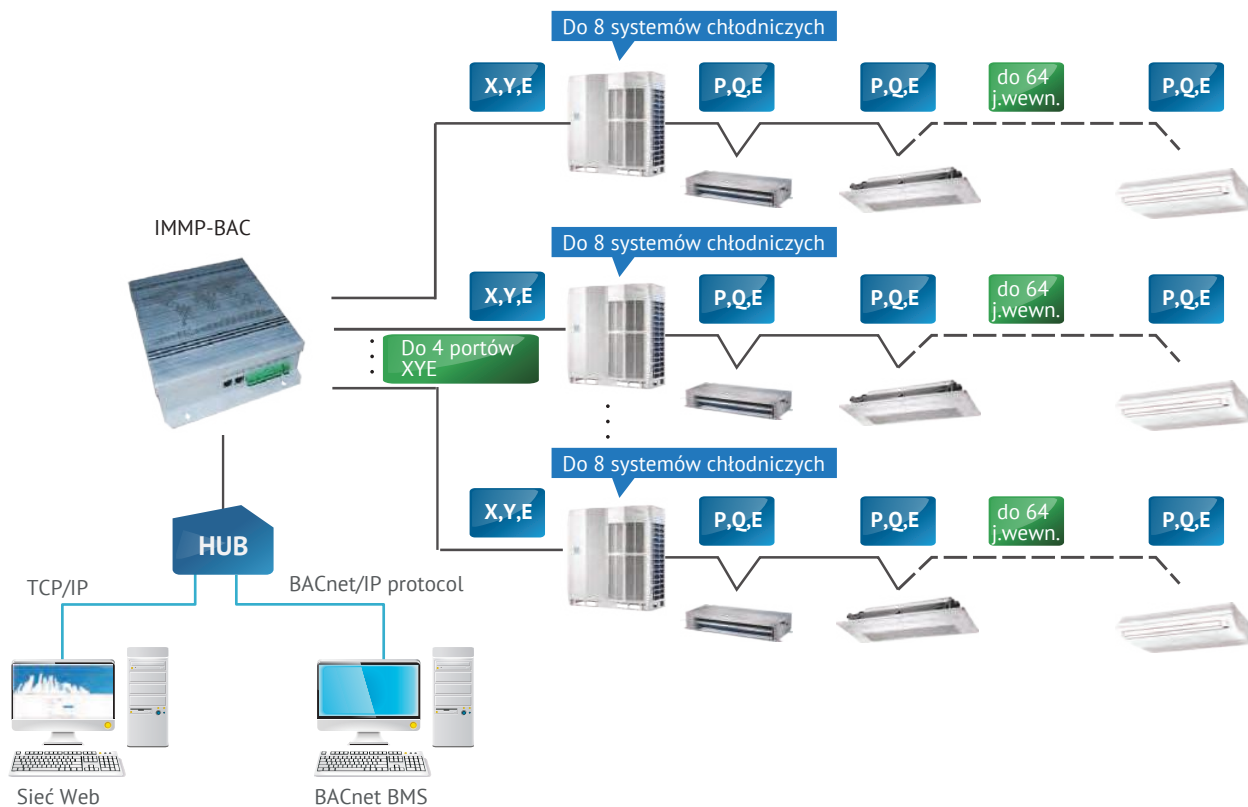 Do 8 systemów chłodniczych
X,Y,E
P,Q,E
P,Q,E
do 64
j.wewn.
P,Q,E
IMMP-BAC
Do 8 systemów chłodniczych
X,Y,E
P,Q,E
P,Q,E
do 64
j.wewn.
P,Q,E
Do 4 portów
XYE
Do 8 systemów chłodniczych
X,Y,E
P,Q,E
P,Q,E
do 64
j.wewn.
P,Q,E
HUB
TCP/IP
BACnet/IP protocol
Sieć Web
BACnet BMS